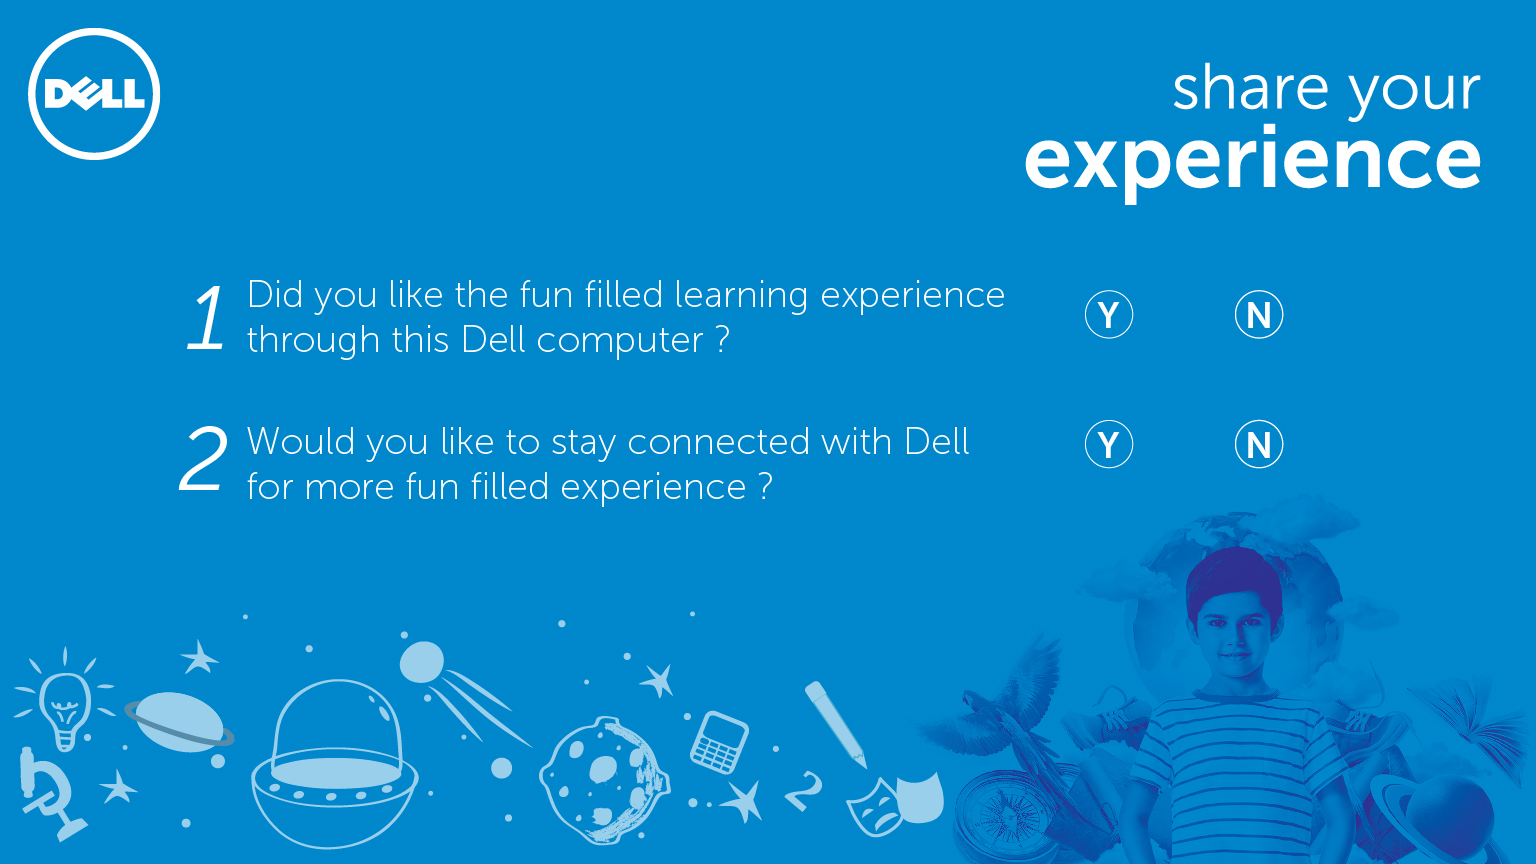 DELL
share your
experience
1 Did you like the fun filled learning experience
through this Dell computer ?
Y N
2 Would you like to stay connected with Dell
for more fun filled experience ?
Y N
2